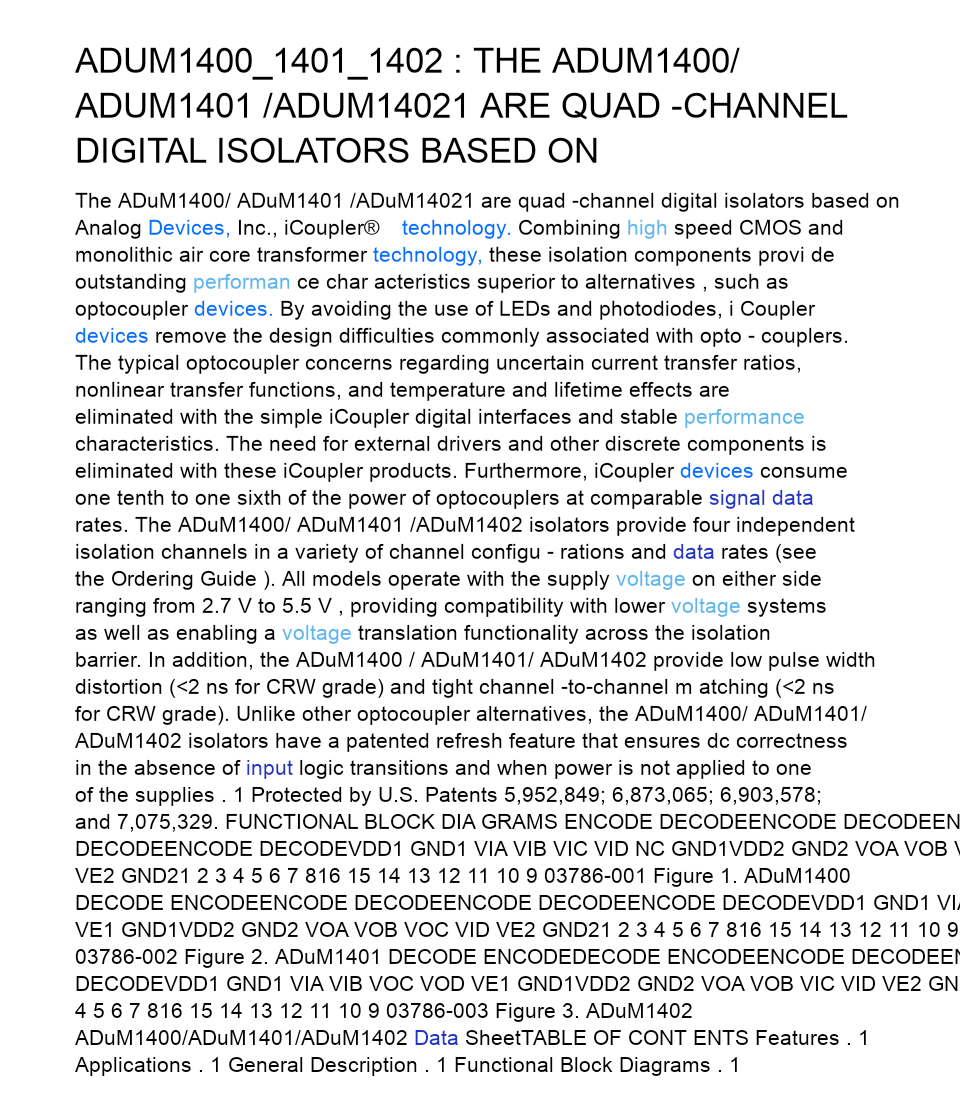 ADUM1400_1401_1402 : THE ADUM1400/
ADUM1401 /ADUM14021 ARE QUAD -CHANNEL
DIGITAL ISOLATORS BASED ON
The ADuM1400/ ADuM1401 /ADuM14021 are quad -channel digital isolators based on
Analog Devices, Inc., iCoupler® technology. Combining high speed CMOS and
monolithic air core transformer technology, these isolation components provi de
outstanding performan ce char acteristics superior to alternatives , such as
optocoupler devices. By avoiding the use of LEDs and photodiodes, i Coupler
devices remove the design difficulties commonly associated with opto - couplers.
The typical optocoupler concerns regarding uncertain current transfer ratios,
nonlinear transfer functions, and temperature and lifetime effects are
eliminated with the simple iCoupler digital interfaces and stable performance
characteristics. The need for external drivers and other discrete components is
eliminated with these iCoupler products. Furthermore, iCoupler devices consume
one tenth to one sixth of the power of optocouplers at comparable signal data
rates. The ADuM1400/ ADuM1401 /ADuM1402 isolators provide four independent
isolation channels in a variety of channel configu - rations and data rates (see
the Ordering Guide ). All models operate with the supply voltage on either side
ranging from 2.7 V to 5.5 V , providing compatibility with lower voltage systems
as well as enabling a voltage translation functionality across the isolation
barrier. In addition, the ADuM1400 / ADuM1401/ ADuM1402 provide low pulse width
distortion (<2 ns for CRW grade) and tight channel -to-channel m atching (<2 ns
for CRW grade). Unlike other optocoupler alternatives, the ADuM1400/ ADuM1401/
ADuM1402 isolators have a patented refresh feature that ensures dc correctness
in the absence of input logic transitions and when power is not applied to one
of the supplies . 1 Protected by U.S. Patents 5,952,849; 6,873,065; 6,903,578;
and 7,075,329. FUNCTIONAL BLOCK DIA GRAMS ENCODE DECODEENCODE DECODEEN
DECODEENCODE DECODEVDD1 GND1 VIA VIB VIC VID NC GND1VDD2 GND2 VOA VOB
VE2 GND21 2 3 4 5 6 7 816 15 14 13 12 11 10 9 03786-001 Figure 1. ADuM1400
DECODE ENCODEENCODE DECODEENCODE DECODEENCODE DECODEVDD1 GND1 VIA
VE1 GND1VDD2 GND2 VOA VOB VOC VID VE2 GND21 2 3 4 5 6 7 816 15 14 13 12 11 10 9
03786-002 Figure 2. ADuM1401 DECODE ENCODEDECODE ENCODEENCODE DECODEEN
DECODEVDD1 GND1 VIA VIB VOC VOD VE1 GND1VDD2 GND2 VOA VOB VIC VID VE2 GN
4 5 6 7 816 15 14 13 12 11 10 9 03786-003 Figure 3. ADuM1402
ADuM1400/ADuM1401/ADuM1402 Data SheetTABLE OF CONT ENTS Features . 1
Applications . 1 General Description . 1 Functional Block Diagrams . 1